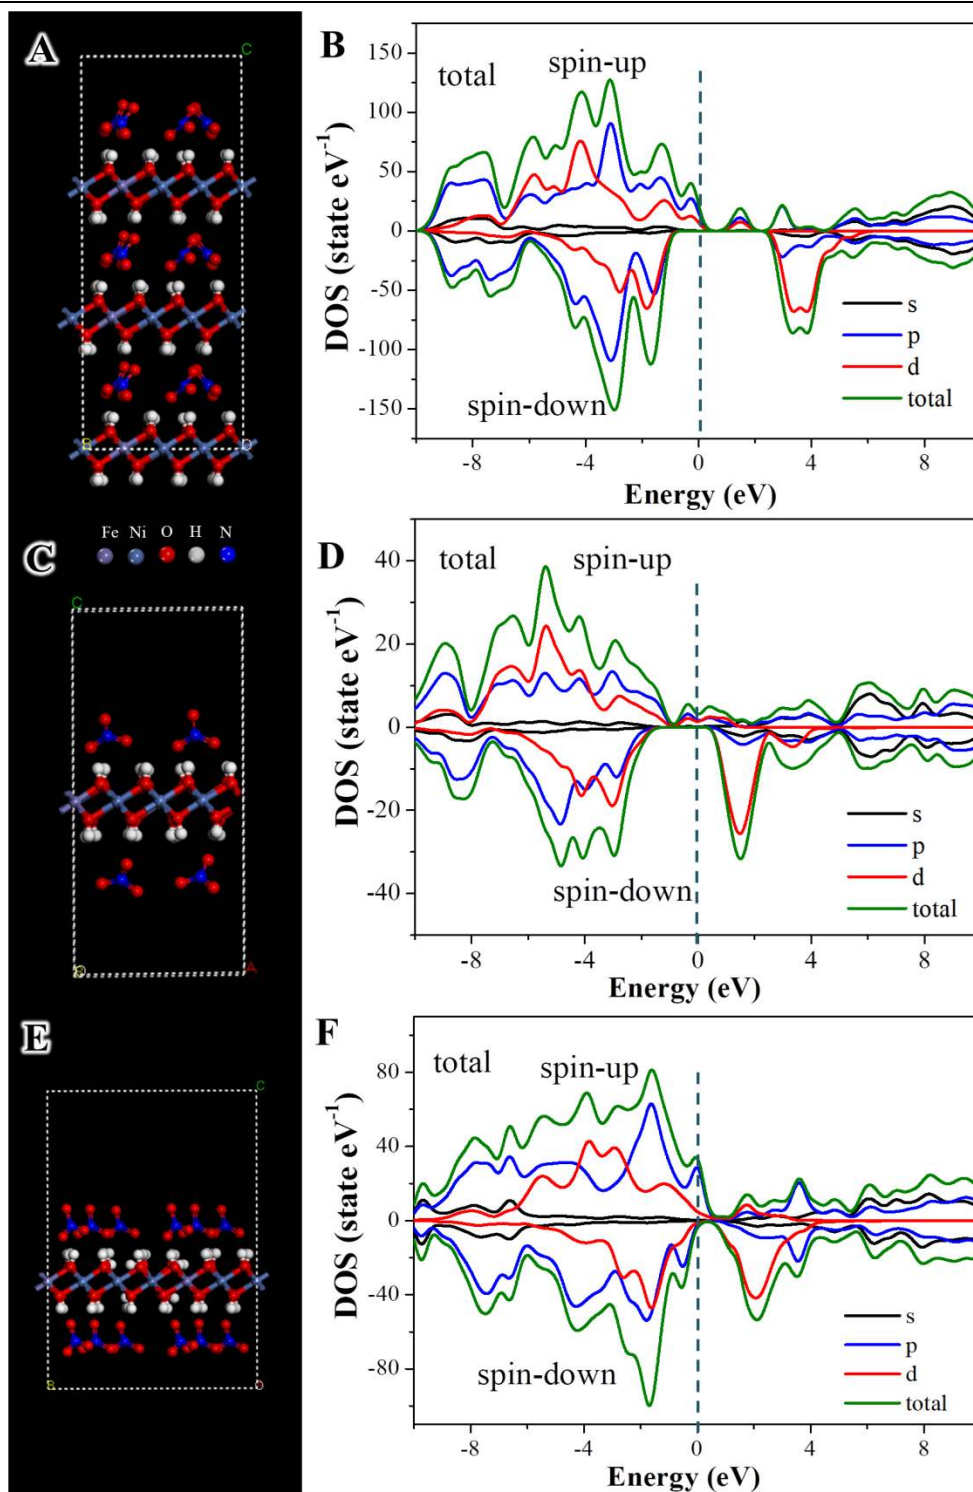 A
C
B
O
Fe Ni O H N
C
C
A
E
C
B
O
B
total
spin-up
spin-down
DOS (state eV⁻¹)
150
100
50
0
-50
-100
-150
-8 -4 0 4 8
Energy (eV)
s
p
d
total
D
total
spin-up
spin-down
DOS (state eV⁻¹)
40
20
0
-20
-40
-8 -4 0 4 8
Energy (eV)
s
p
d
total
F
total
spin-up
spin-down
DOS (state eV⁻¹)
80
40
0
-40
-80
-8 -4 0 4 8
Energy (eV)
s
p
d
total